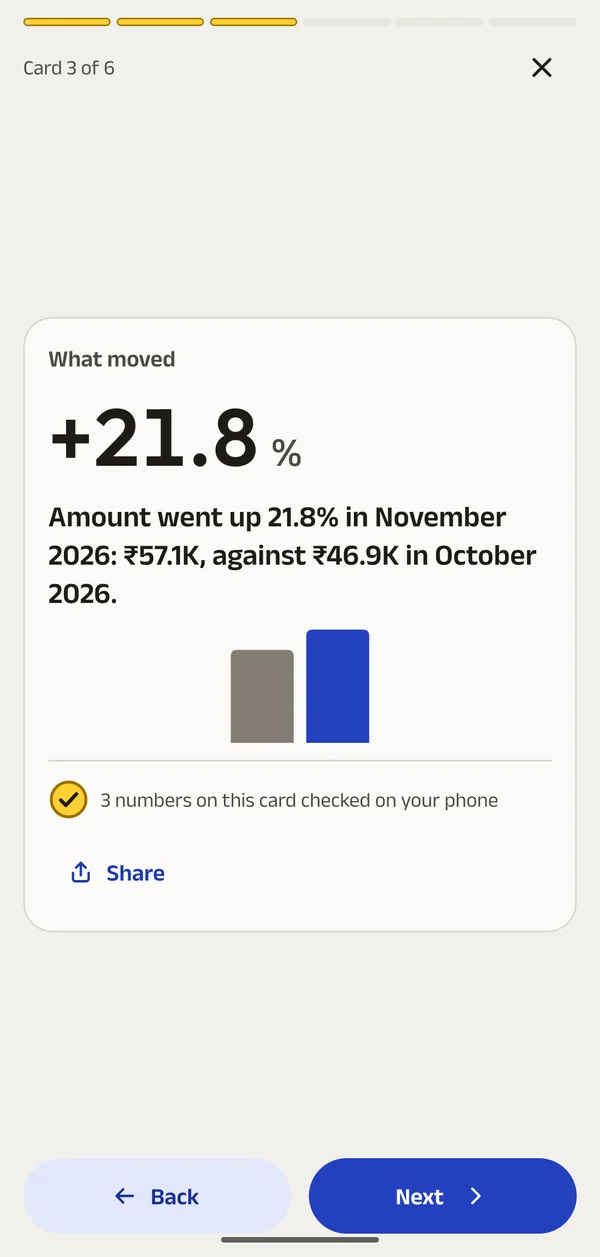 Card 3 of 6
What moved
+21.8 %
Amount went up 21.8% in November
2026: ₹57.1K, against ₹46.9K in October
2026.
3 numbers on this card checked on your phone
Share
Back
Next